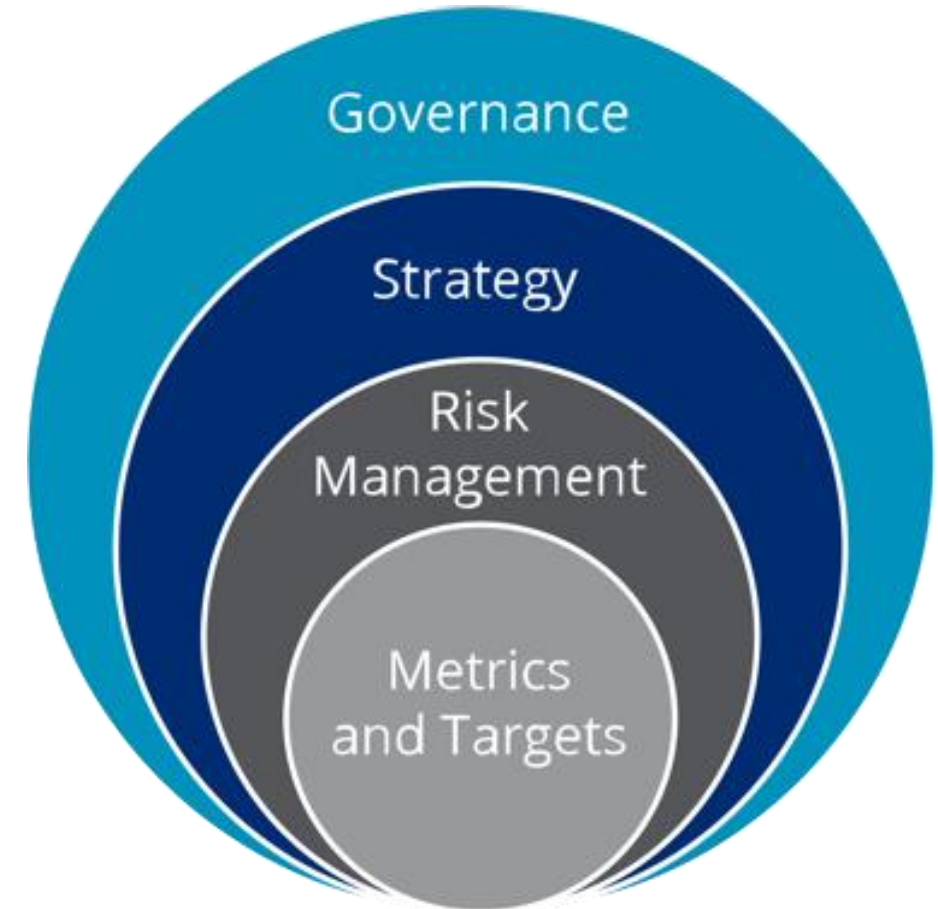 Governance
Strategy
Risk
Management
Metrics
and Targets